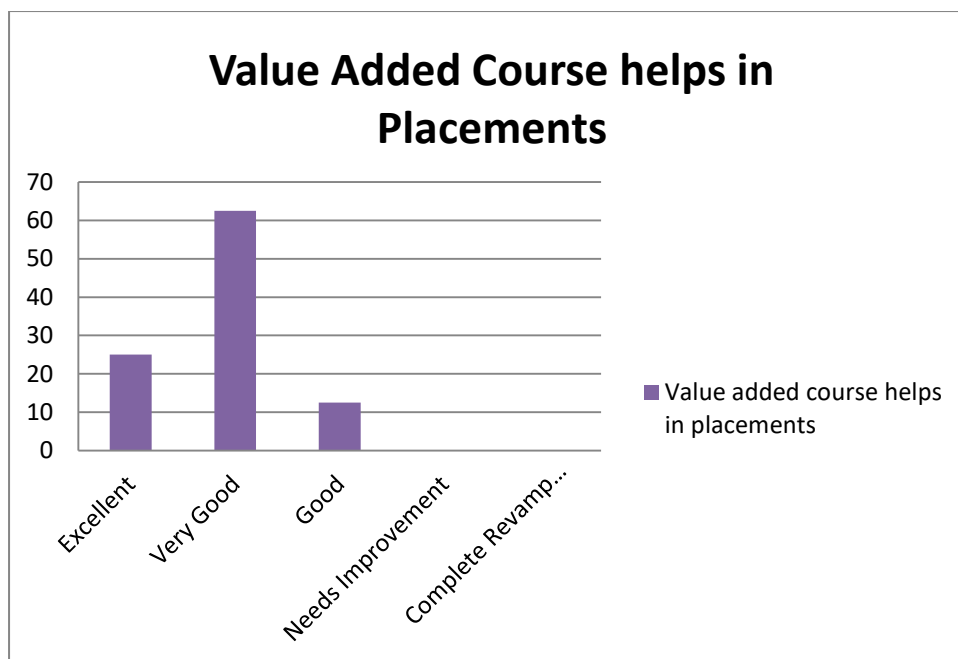 Value Added Course helps in
Placements
70
60
50
40
30
20
10
0
Excellent
Very Good
Good
Needs Improvement
Complete Revamp...
Value added course helps
in placements